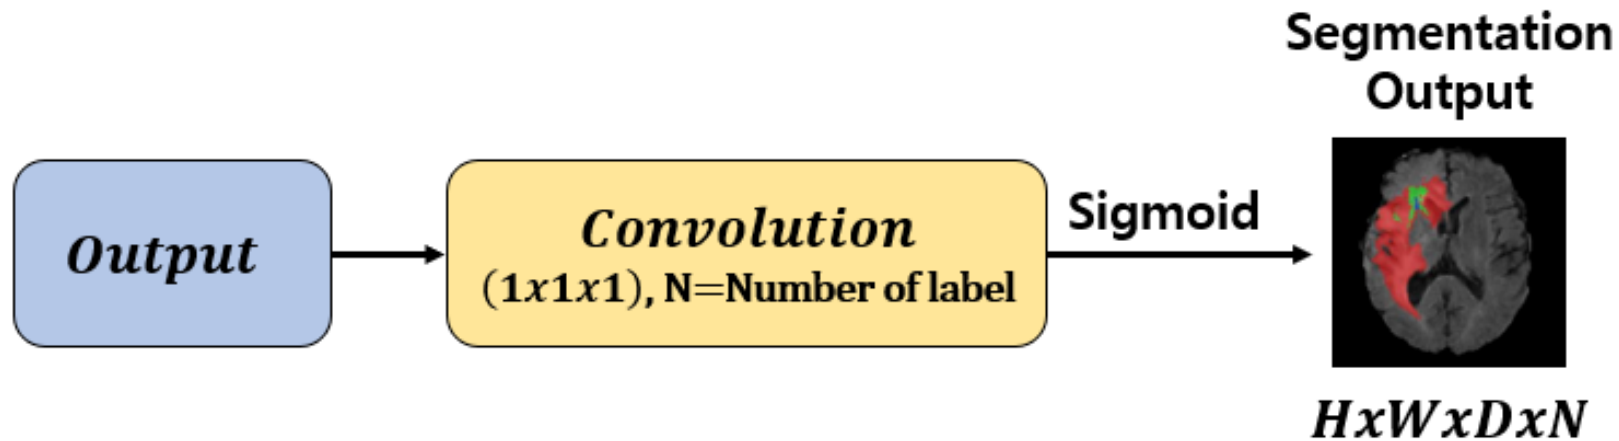 Output
Convolution
(1x1x1), N=Number of label
Sigmoid
Segmentation
Output
HxWxDxN